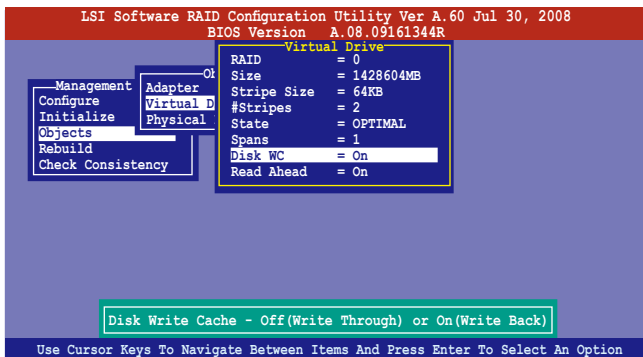 LSI Software RAID Configuration Utility Ver A.60 Jul 30, 2008
BIOS Version A.08.09161344R
Management
Configure
Initialize
Objects
Rebuild
Check Consistency
Adapter
Virtual D
Physical
Virtual Drive
RAID = 0
Size = 1428604MB
Stripe Size = 64KB
#Stripes = 2
State = OPTIMAL
Spans = 1
Disk WC = On
Read Ahead = On
Disk Write Cache - Off(Write Through) or On(Write Back)
Use Cursor Keys To Navigate Between Items And Press Enter To Select An Option